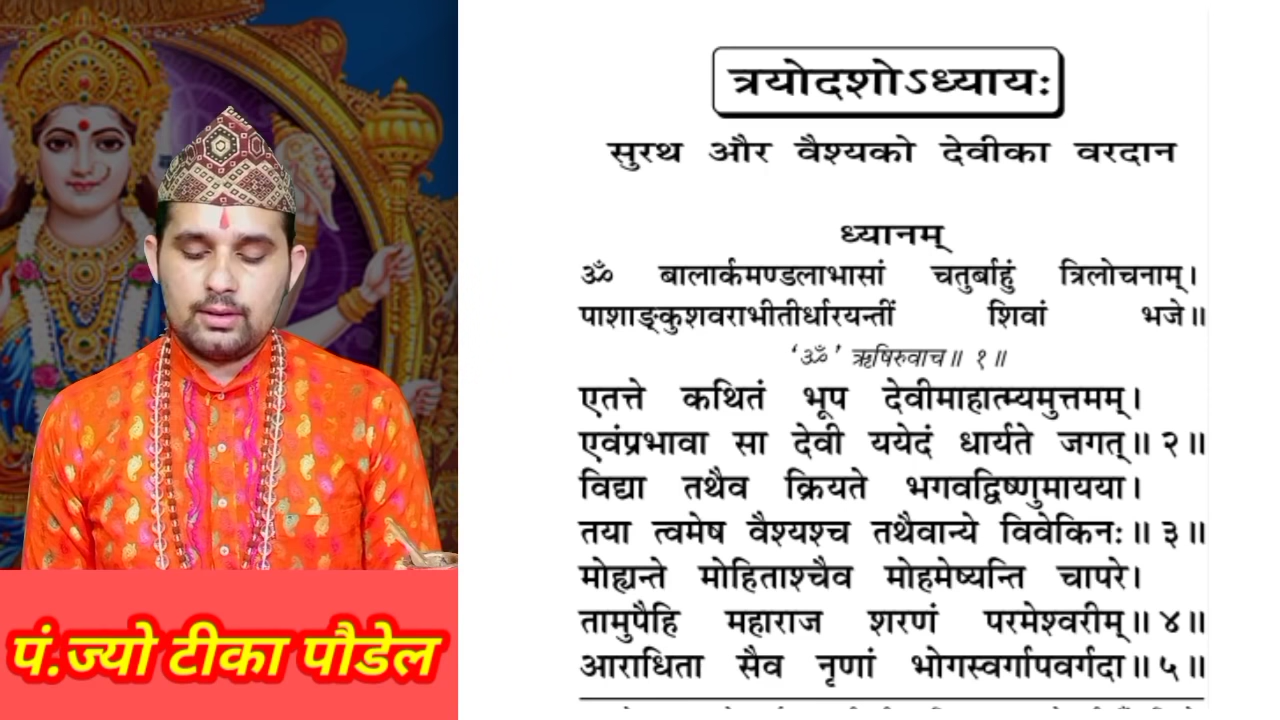 त्रयोदशोऽध्यायः
सुरथ और वैश्यको देवीका वरदान
ध्यानम्
ॐ बालार्कमण्डलाभासां चतुर्बाहुं त्रिलोचनाम्।
पाशाङ्कुशवराभीतीर्धारयन्तीं शिवां भजे॥
‘ॐ’ ऋषिरुवाच॥ १॥
एतत्ते कथितं भूप देवीमाहात्म्यमुत्तमम्।
एवंप्रभावा सा देवी ययेदं धार्यते जगत्॥ २॥
विद्या तथैव क्रियते भगवद्विष्णुमायया।
तया त्वमेष वैश्यश्च तथैवान्ये विवेकिनः॥ ३॥
मोह्यन्ते मोहिताश्चैव मोहमेष्यन्ति चापरे।
तामुपैहि महाराज शरणं परमेश्वरीम्॥ ४॥
आराधिता सैव नृणां भोगस्वर्गापवर्गदा॥ ५॥
पं.ज्यो टीका पौडेल